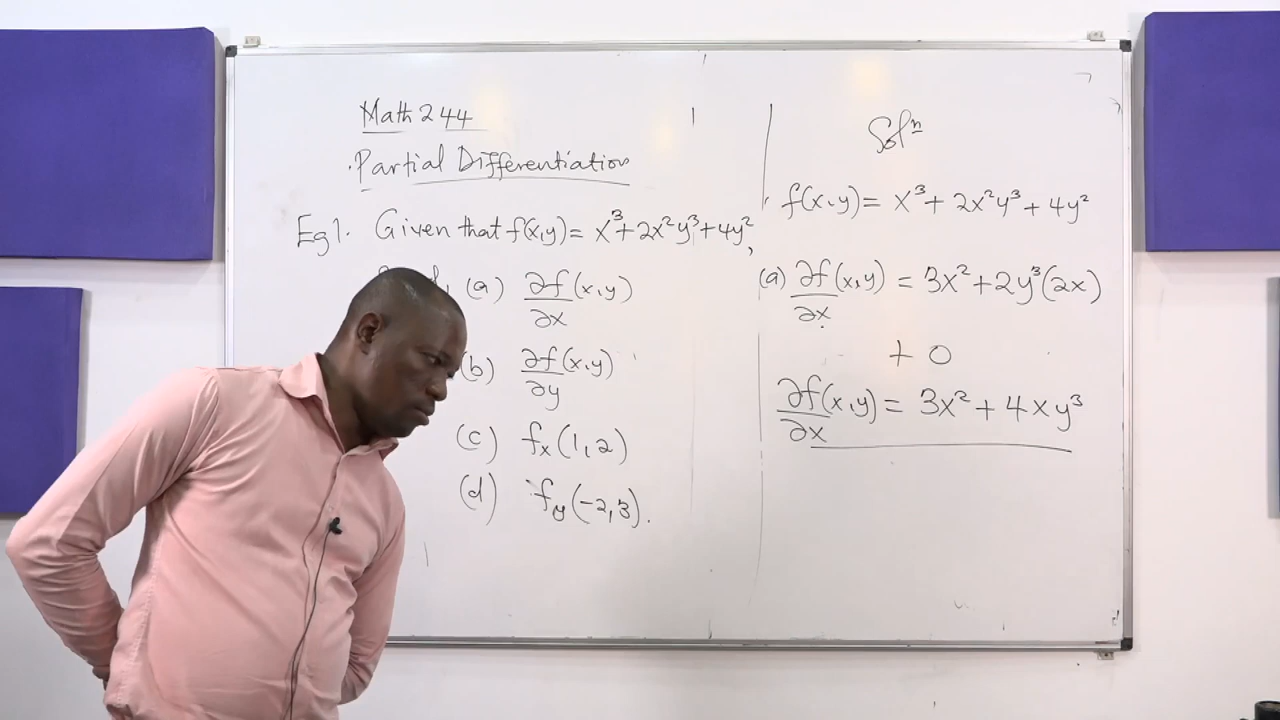 Math 244
Partial Differentiation
Eg1. Given that f(x,y) = x³+2x²y³+4y²,
(a) ∂f/∂x (x,y)
(b) ∂f/∂y (x,y)
(c) fₓ(1,2)
(d) f_y(-2,3).
Solⁿ
f(x,y) = x³ + 2x²y³ + 4y²
(a) ∂f/∂x (x,y) = 3x² + 2y³(2x)
+ 0
∂f/∂x (x,y) = 3x² + 4xy³